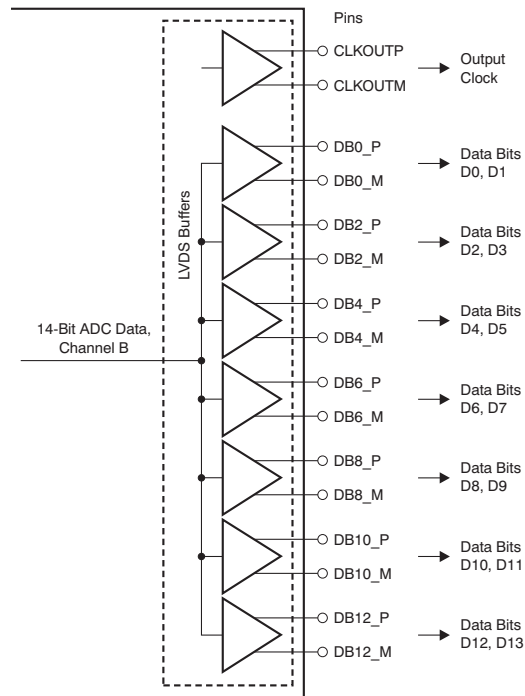 Pins
CLKOUTP
CLKOUTM
Output
Clock
DB0_P
DB0_M
Data Bits
D0, D1
DB2_P
DB2_M
Data Bits
D2, D3
DB4_P
DB4_M
Data Bits
D4, D5
DB6_P
DB6_M
Data Bits
D6, D7
DB8_P
DB8_M
Data Bits
D8, D9
DB10_P
DB10_M
Data Bits
D10, D11
DB12_P
DB12_M
Data Bits
D12, D13
LVDS Buffers
14-Bit ADC Data,
Channel B